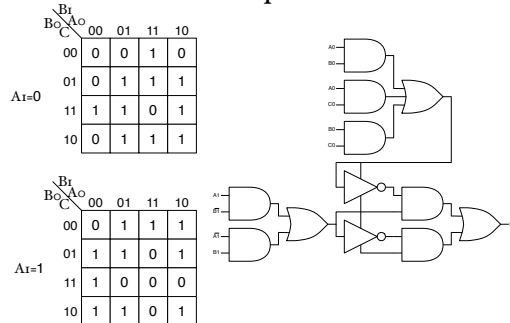 B1
B0 A0
C 00 01 11 10
00 0 0 1 0
01 0 1 1 1
A1=0
11 1 1 0 1
10 0 1 1 1
B1
B0 A0
C 00 01 11 10
00 0 1 1 1
01 1 1 0 1
A1=1
11 1 0 0 0
10 1 1 0 1
A0
B0
A0
C0
B0
C0
A1
B1
A1
B1